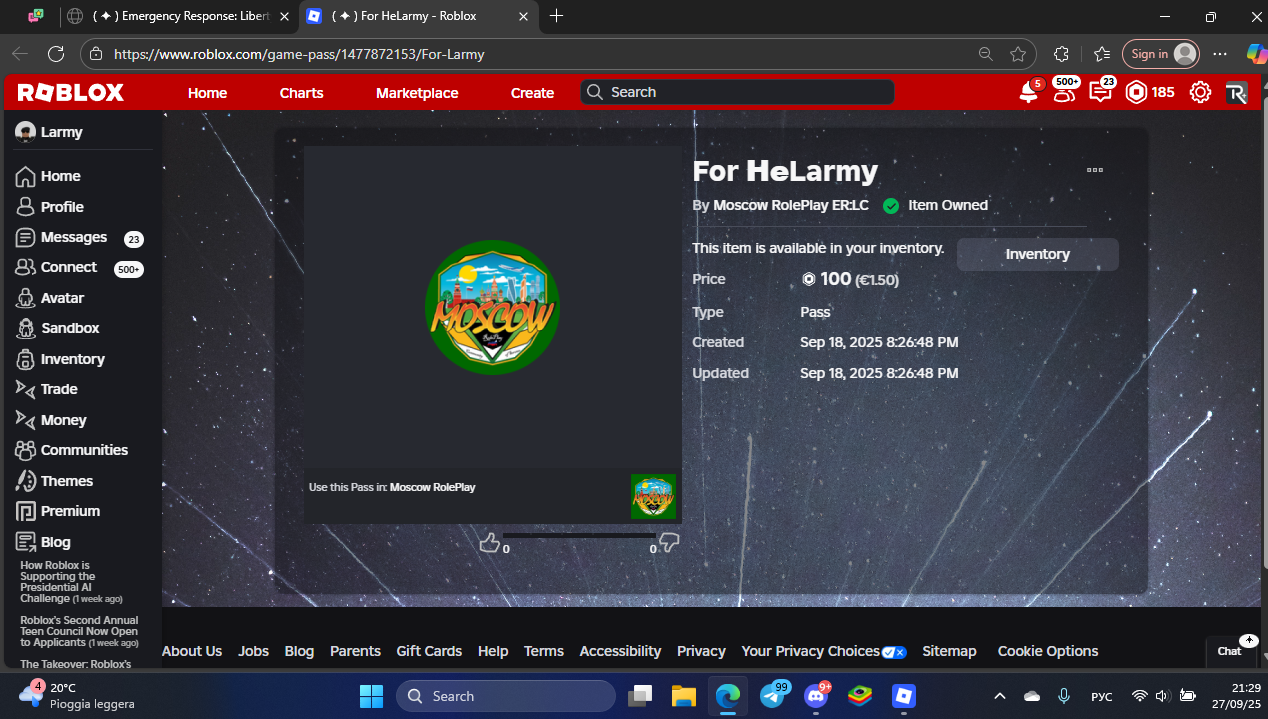 ( ✦ ) Emergency Response: Libert
( ✦ ) For HeLarmy - Roblox
https://www.roblox.com/game-pass/1477872153/For-Larmy
Sign in
ROBLOX
Home
Charts
Marketplace
Create
Search
5
500+
23
185
Larmy
Home
Profile
Messages
23
Connect
500+
Avatar
Sandbox
Inventory
Trade
Money
Communities
Themes
Premium
Blog
How Roblox is
Supporting the
Presidential AI
Challenge (1 week ago)
Roblox's Second Annual
Teen Council Now Open
to Applicants (1 week ago)
The Takeover: Roblox's
MOSCOW
Use this Pass in: Moscow RolePlay
MOSCOW
0
0
For HeLarmy
By Moscow RolePlay ER:LC
Item Owned
This item is available in your inventory.
Inventory
Price
100 (€1.50)
Type
Pass
Created
Sep 18, 2025 8:26:48 PM
Updated
Sep 18, 2025 8:26:48 PM
About Us
Jobs
Blog
Parents
Gift Cards
Help
Terms
Accessibility
Privacy
Your Privacy Choices
Sitemap
Cookie Options
Chat
4
20°C
Pioggia leggera
Search
99
9+
РУС
21:29
27/09/25